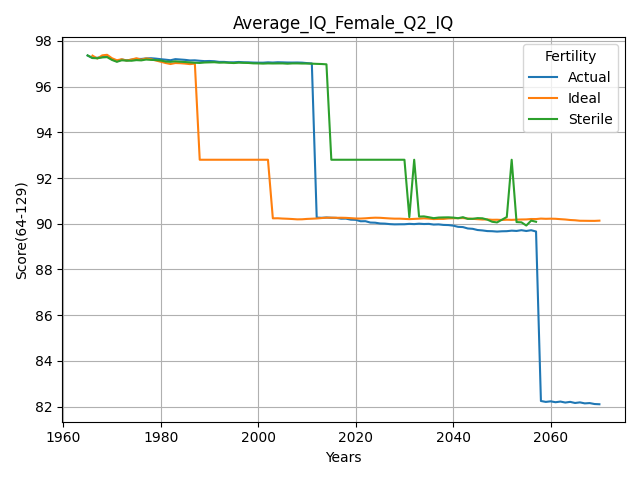 Average_IQ_Female_Q2_IQ
Score(64-129)
98
96
94
92
90
88
86
84
82
1960
1980
2000
2020
2040
2060
Years
Fertility
Actual
Ideal
Sterile